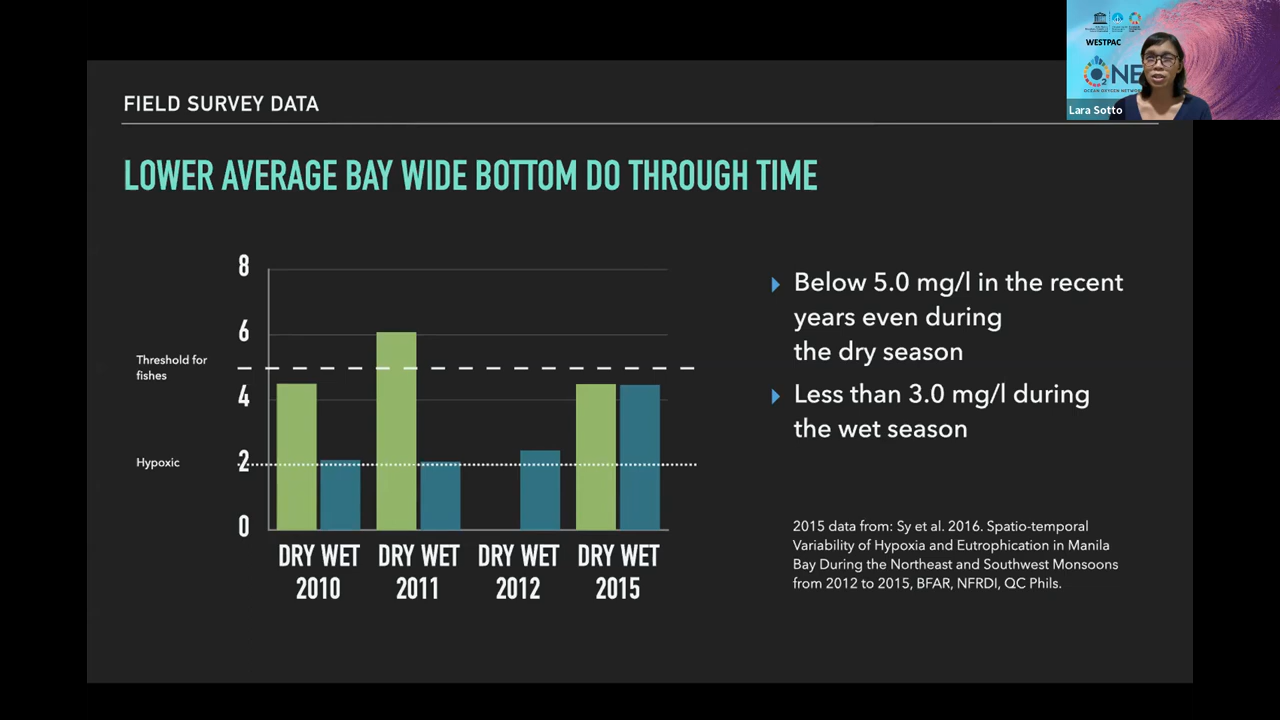 WESTPAC
O2NE
OCEAN OXYGEN NETWORK
Lara Sotto
FIELD SURVEY DATA
LOWER AVERAGE BAY WIDE BOTTOM DO THROUGH TIME
8
6
Threshold for
fishes
4
Hypoxic
2
0
DRY WET DRY WET DRY WET DRY WET
2010 2011 2012 2015
Below 5.0 mg/l in the recent
years even during
the dry season
Less than 3.0 mg/l during
the wet season
2015 data from: Sy et al. 2016. Spatio-temporal
Variability of Hypoxia and Eutrophication in Manila
Bay During the Northeast and Southwest Monsoons
from 2012 to 2015, BFAR, NFRDI, QC Phils.